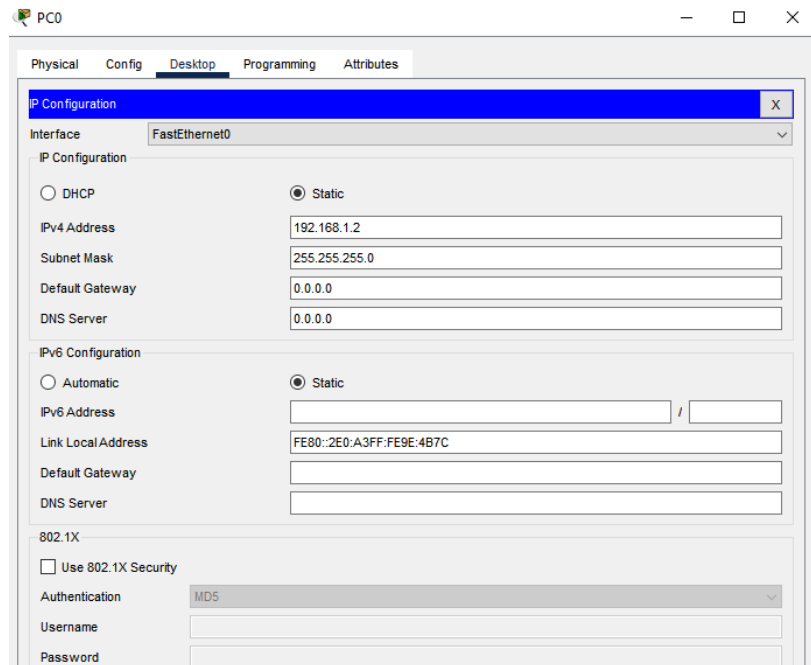 PC0
Physical Config Desktop Programming Attributes
IP Configuration X
Interface FastEthernet0
IP Configuration
DHCP Static
IPv4 Address 192.168.1.2
Subnet Mask 255.255.255.0
Default Gateway 0.0.0.0
DNS Server 0.0.0.0
IPv6 Configuration
Automatic Static
IPv6 Address /
Link Local Address FE80::2E0:A3FF:FE9E:4B7C
Default Gateway
DNS Server
802.1X
Use 802.1X Security
Authentication MD5
Username
Password